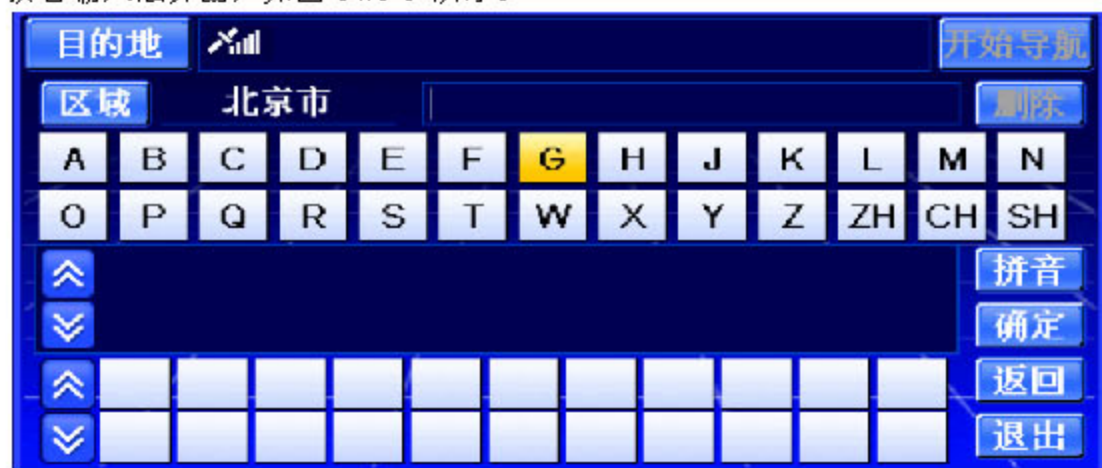 目的地 开始导航
区域 北京市 删除
A B C D E F G H J K L M N
O P Q R S T W X Y Z ZH CH SH
拼音
确定
返回
退出